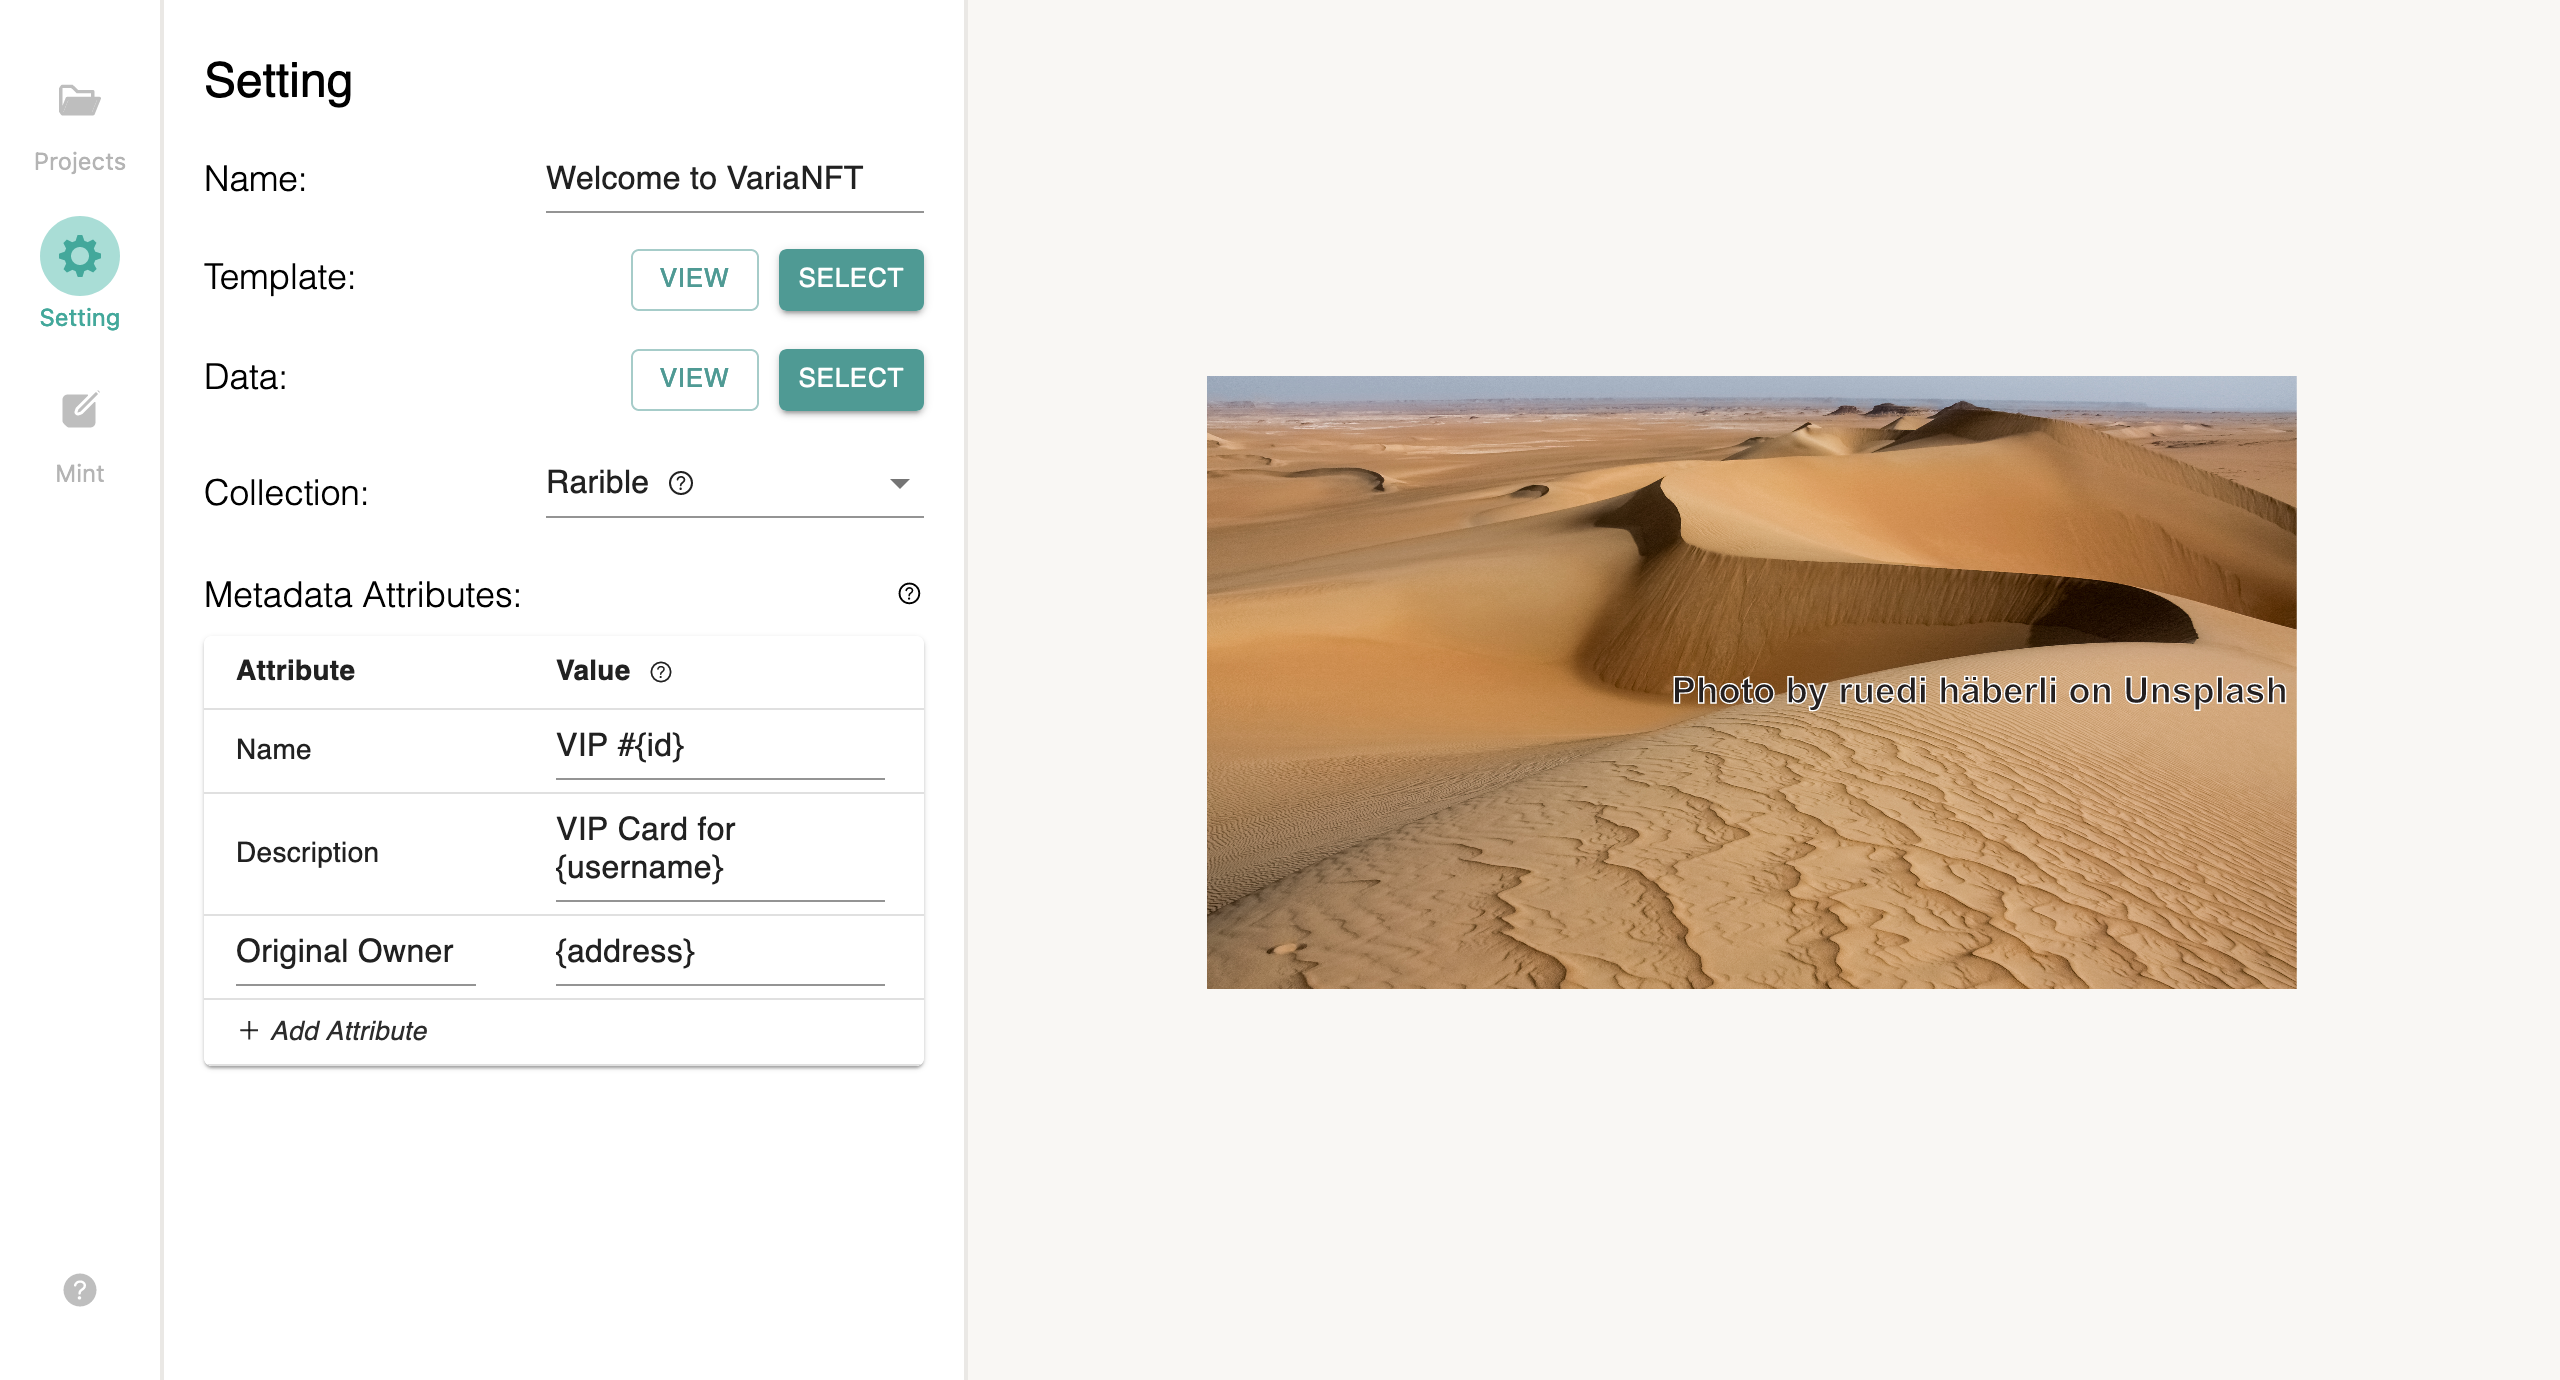 Projects
Setting
Mint
Setting
Name: Welcome to VariaNFT
Template: VIEW SELECT
Data: VIEW SELECT
Collection: Rarible
Metadata Attributes:
Attribute Value
Name VIP #{id}
Description VIP Card for
{username}
Original Owner {address}
+ Add Attribute
Photo by ruedi häberli on Unsplash